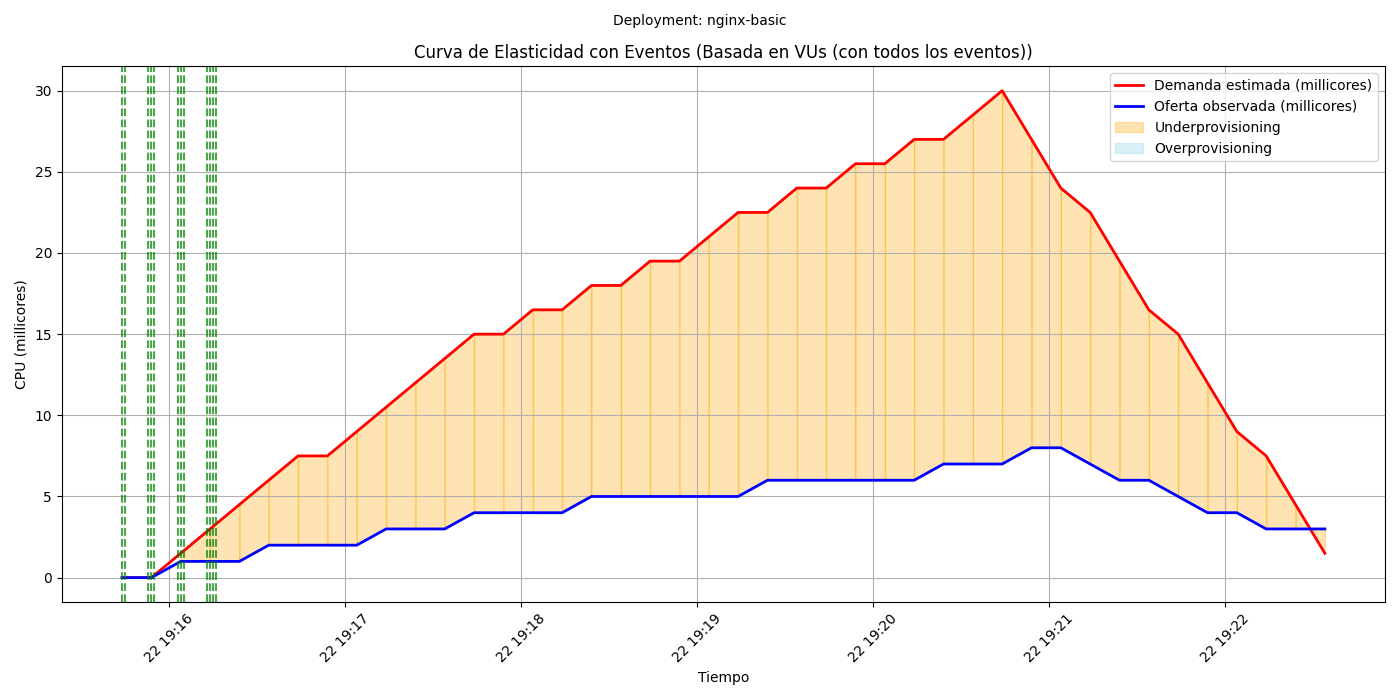 Deployment: nginx-basic
Curva de Elasticidad con Eventos (Basada en VUs (con todos los eventos))
Demanda estimada (millicores)
Oferta observada (millicores)
Underprovisioning
Overprovisioning
CPU (millicores)
30
25
20
15
10
5
0
22 19:16
22 19:17
22 19:18
22 19:19
22 19:20
22 19:21
22 19:22
Tiempo